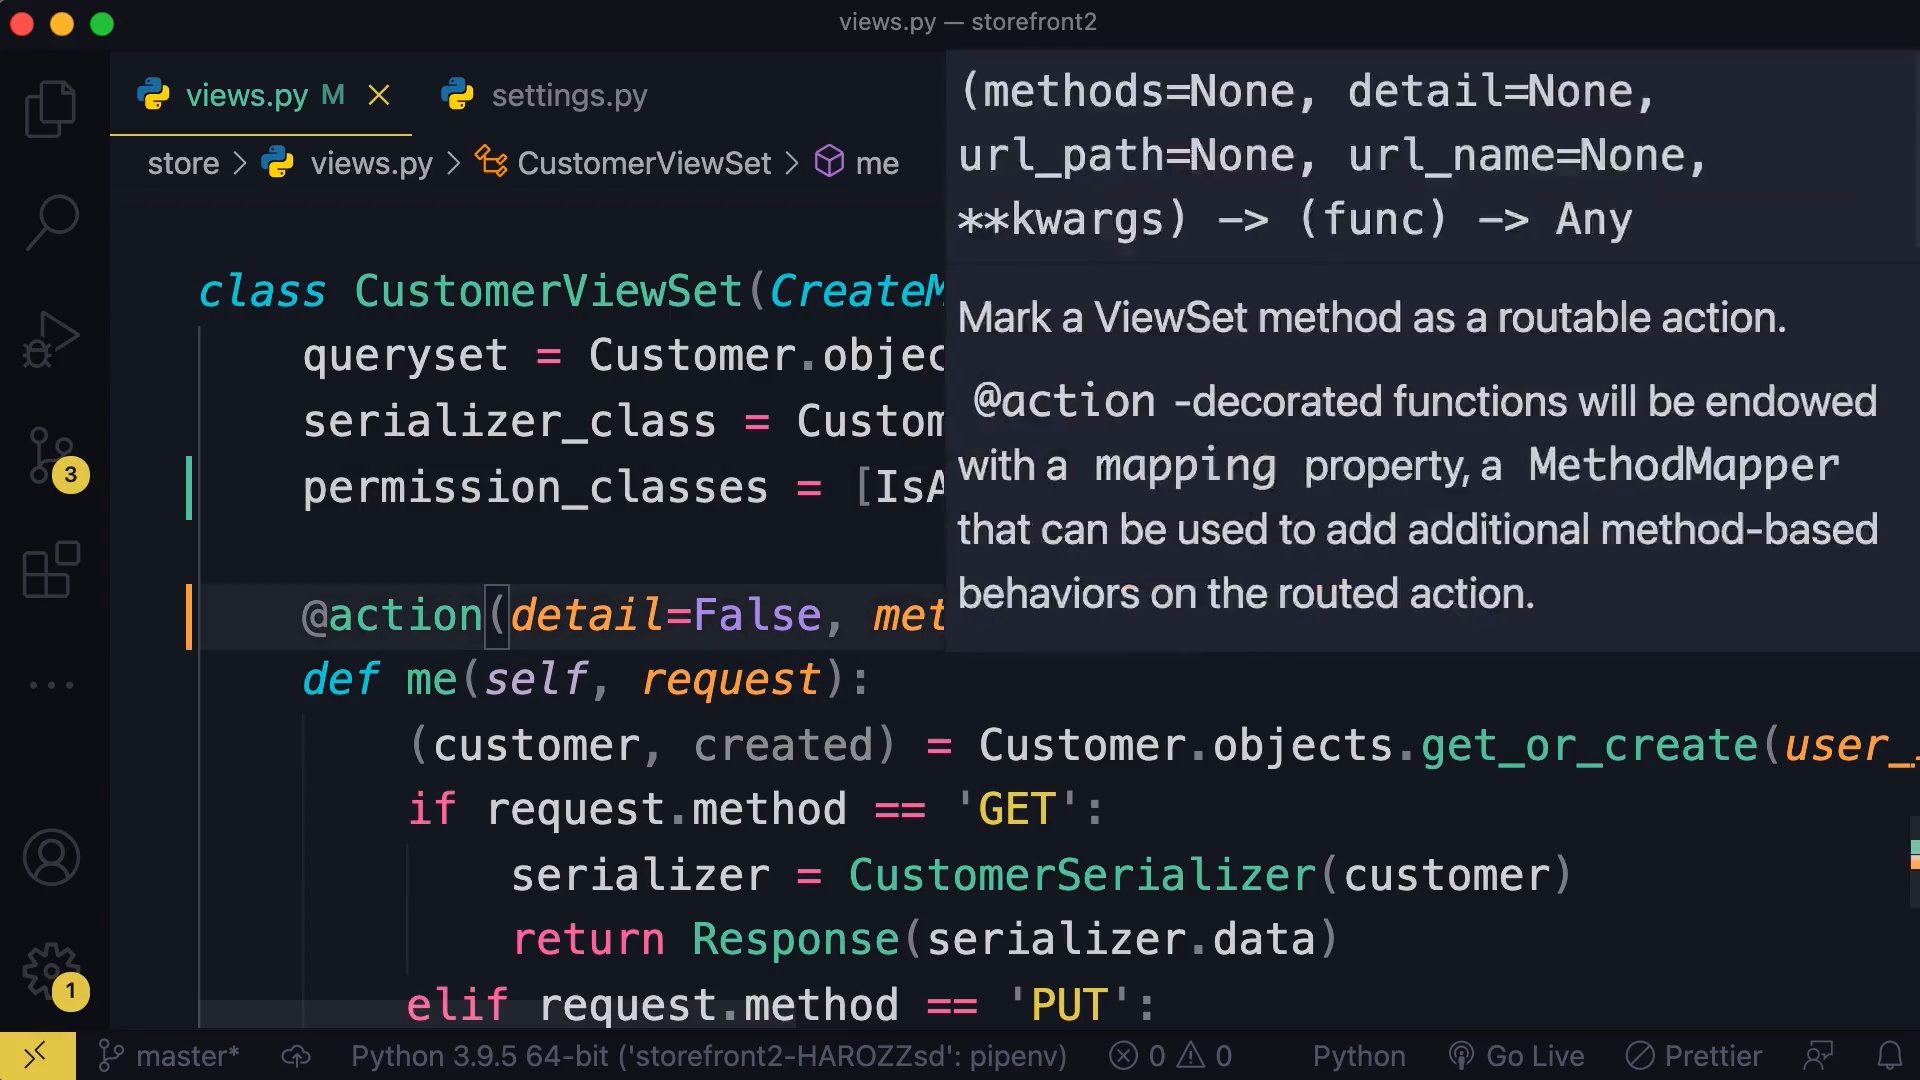 views.py — storefront2
views.py M
settings.py
store > views.py > CustomerViewSet > me
(methods=None, detail=None,
url_path=None, url_name=None,
**kwargs) -> (func) -> Any
Mark a ViewSet method as a routable action.
@action -decorated functions will be endowed
with a mapping property, a MethodMapper
that can be used to add additional method-based
behaviors on the routed action.
class CustomerViewSet(CreateM
queryset = Customer.objec
serializer_class = Custom
permission_classes = [IsA
@action(detail=False, met
def me(self, request):
(customer, created) = Customer.objects.get_or_create(user_
if request.method == 'GET':
serializer = CustomerSerializer(customer)
return Response(serializer.data)
elif request.method == 'PUT':
3
1
master* Python 3.9.5 64-bit ('storefront2-HAROZZsd': pipenv) 0 0 Python Go Live Prettier